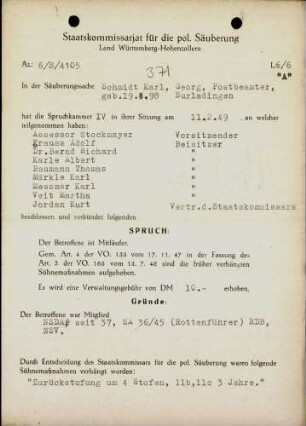 Staatskommissariat für die pol. Säuberung
Land Württemberg-Hohenzollern
Az: 6/B/4105
371
L6/6
"A"
In der Säuberungssache Schmidt Karl, Georg, Postbeamter,
geb.19. .98 Burladingen
hat die Spruchkammer IV in ihrer Sitzung am 11.2.49 an welcher
teilgenommen haben:
Assessor Stockmayer Vorsitzender
Krauss Adolf Beisitzer
Dr.Bernd Richard "
Karle Albert "
Baumann Thomas "
Märkle Karl "
Messmer Karl "
Veit Martha "
Jordan Kurt Vertr.d.Staatskommissars
beschlossen und verkündet folgenden
SPRUCH:
Der Betroffene ist Mitläufer.
Gem. Art. 4 der VO. 133 vom 17. 11. 47 in der Fassung des
Art. 2 der VO. 165 vom 13. 7. 48 sind die früher verhängten
Sühnemaßnahmen aufgehoben.
Es wird eine Verwaltungsgebühr von DM 10.- erhoben.
Gründe:
Der Betroffene war Mitglied
NSDAP seit 37, SA 36/45 (Rottenführer) RDB,
NSV.
Durch Entscheidung des Staatskommissars für die pol. Säuberung waren folgende
Sühnemaßnahmen verhängt worden:
"Zurückstufung um 4 Stufen, 11b,11c 3 Jahre."